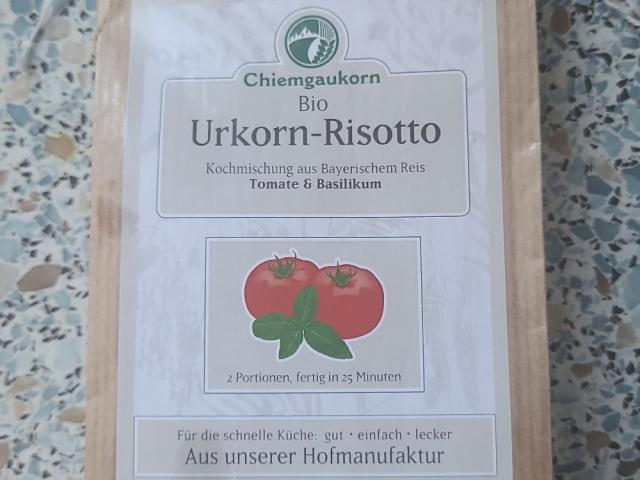 Chiemgaukorn
Bio
Urkorn-Risotto
Kochmischung aus Bayerischem Reis
Tomate & Basilikum
2 Portionen, fertig in 25 Minuten
Für die schnelle Küche: gut · einfach · lecker
Aus unserer Hofmanufaktur